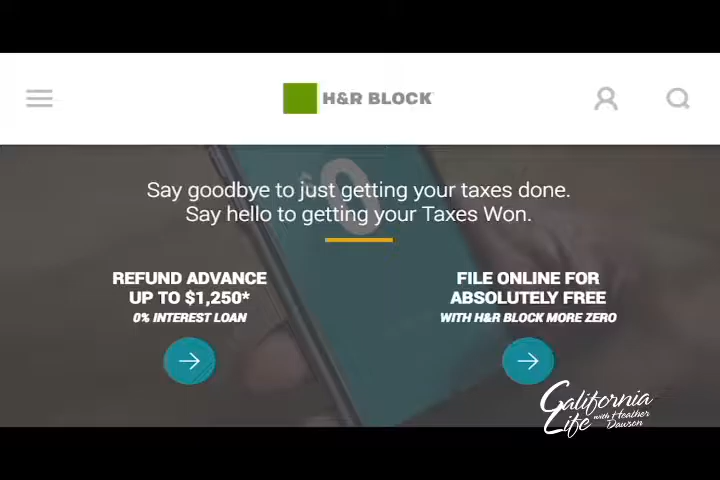 H&R BLOCK
Say goodbye to just getting your taxes done.
Say hello to getting your Taxes Won.
REFUND ADVANCE
UP TO $1,250*
0% INTEREST LOAN
FILE ONLINE FOR
ABSOLUTELY FREE
WITH H&R BLOCK MORE ZERO
$0
California
Life with Heather
Dawson